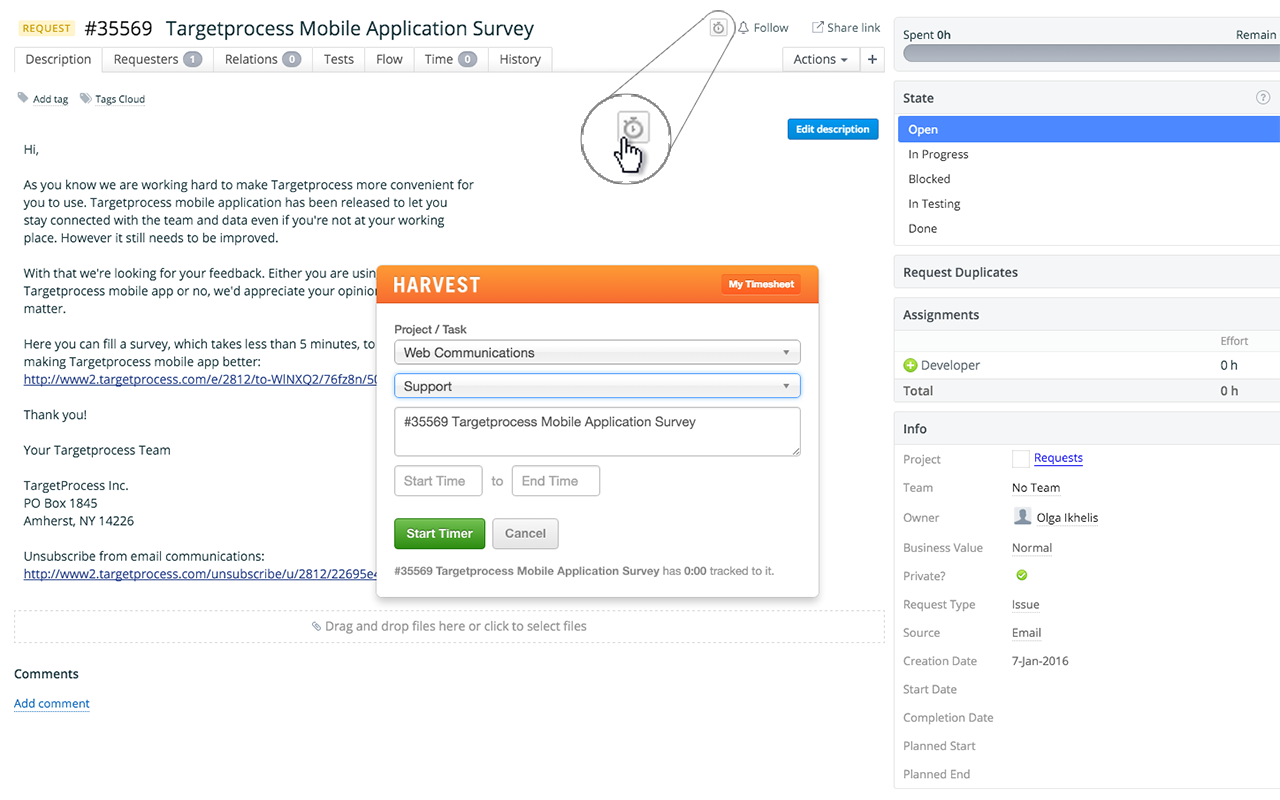 REQUEST #35569 Targetprocess Mobile Application Survey
Follow
Share link
Description
Requesters 1
Relations 0
Tests
Flow
Time 0
History
Actions
+
Add tag
Tags Cloud
Edit description
Hi,
As you know we are working hard to make Targetprocess more convenient for
you to use. Targetprocess mobile application has been released to let you
stay connected with the team and data even if you're not at your working
place. However it still needs to be improved.
With that we're looking for your feedback. Either you are usin
Targetprocess mobile app or no, we'd appreciate your opinion
matter.
Here you can fill a survey, which takes less than 5 minutes, to
making Targetprocess mobile app better:
http://www2.targetprocess.com/e/2812/to-WlNXQ2/76fz8n/50
Thank you!
Your Targetprocess Team
TargetProcess Inc.
PO Box 1845
Amherst, NY 14226
Unsubscribe from email communications:
http://www2.targetprocess.com/unsubscribe/u/2812/22695e4
HARVEST
My Timesheet
Project / Task
Web Communications
Support
#35569 Targetprocess Mobile Application Survey
Start Time to End Time
Start Timer
Cancel
#35569 Targetprocess Mobile Application Survey has 0:00 tracked to it.
Drag and drop files here or click to select files
Comments
Add comment
Spent 0h
Remain
State
?
Open
In Progress
Blocked
In Testing
Done
Request Duplicates
Assignments
Effort
Developer 0 h
Total 0 h
Info
Project Requests
Team No Team
Owner Olga Ikhelis
Business Value Normal
Private?
Request Type Issue
Source Email
Creation Date 7-Jan-2016
Start Date
Completion Date
Planned Start
Planned End